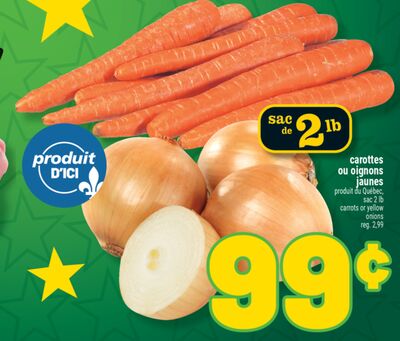 sac
de 2 lb
produit
D'ICI
carottes
ou oignons
jaunes
produit du Québec,
sac 2 lb
carrots or yellow
onions
reg. 2,99
99¢